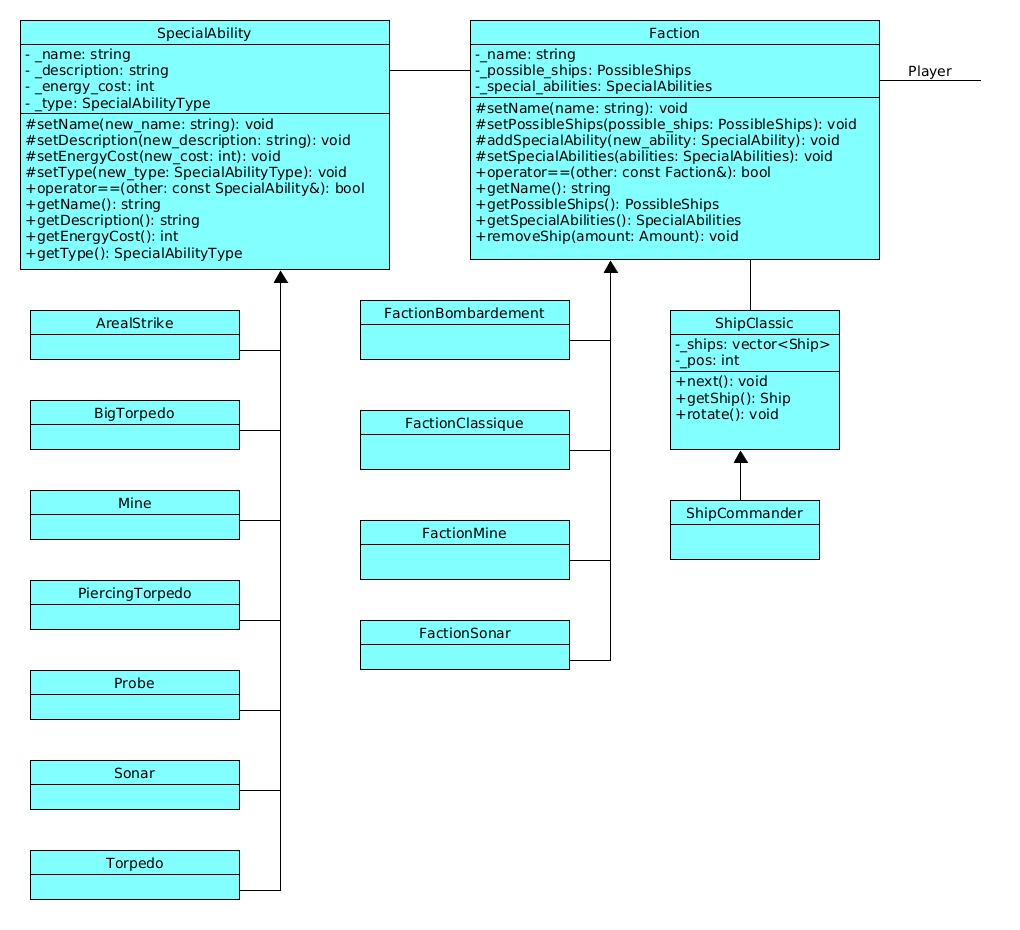 SpecialAbility
- _name: string
- _description: string
- _energy_cost: int
- _type: SpecialAbilityType
#setName(new_name: string): void
#setDescription(new_description: string): void
#setEnergyCost(new_cost: int): void
#setType(new_type: SpecialAbilityType): void
+operator==(other: const SpecialAbility&): bool
+getName(): string
+getDescription(): string
+getEnergyCost(): int
+getType(): SpecialAbilityType
Faction
-_name: string
-_possible_ships: PossibleShips
-_special_abilities: SpecialAbilities
#setName(name: string): void
#setPossibleShips(possible_ships: PossibleShips): void
#addSpecialAbility(new_ability: SpecialAbility): void
#setSpecialAbilities(abilities: SpecialAbilities): void
+operator==(other: const Faction&): bool
+getName(): string
+getPossibleShips(): PossibleShips
+getSpecialAbilities(): SpecialAbilities
+removeShip(amount: Amount): void
Player
ArealStrike
BigTorpedo
Mine
PiercingTorpedo
Probe
Sonar
Torpedo
FactionBombardement
FactionClassique
FactionMine
FactionSonar
ShipClassic
-_ships: vector<Ship>
-_pos: int
+next(): void
+getShip(): Ship
+rotate(): void
ShipCommander